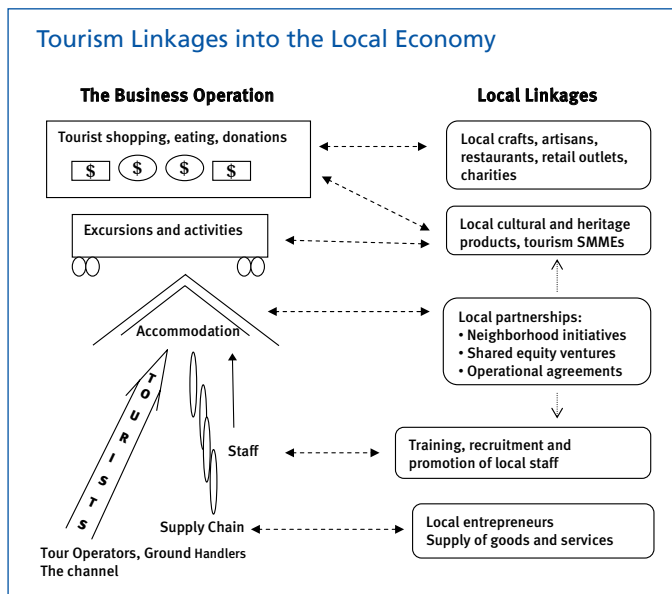 Tourism Linkages into the Local Economy
The Business Operation
Local Linkages
Tourist shopping, eating, donations
$ $ $ $
Local crafts, artisans,
restaurants, retail outlets,
charities
Excursions and activities
Local cultural and heritage
products, tourism SMMEs
Accommodation
Local partnerships:
• Neighborhood initiatives
• Shared equity ventures
• Operational agreements
TOURISTS
Staff
Training, recruitment and
promotion of local staff
Supply Chain
Local entrepreneurs
Supply of goods and services
Tour Operators, Ground Handlers
The channel